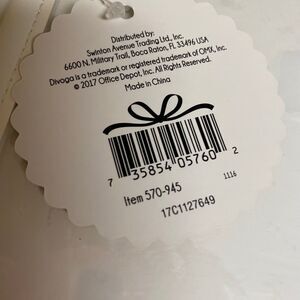 Distributed by:
Swinton Avenue Trading Ltd., Inc.
6600 N. Military Trail, Boca Raton, FL 33496 USA
Divoga is a trademark or registered trademark of OMX, Inc.
© 2017 Office Depot, Inc. All Rights Reserved.
Made in China
7 35854 05760 2
1116
Item 570-945
17C1127649